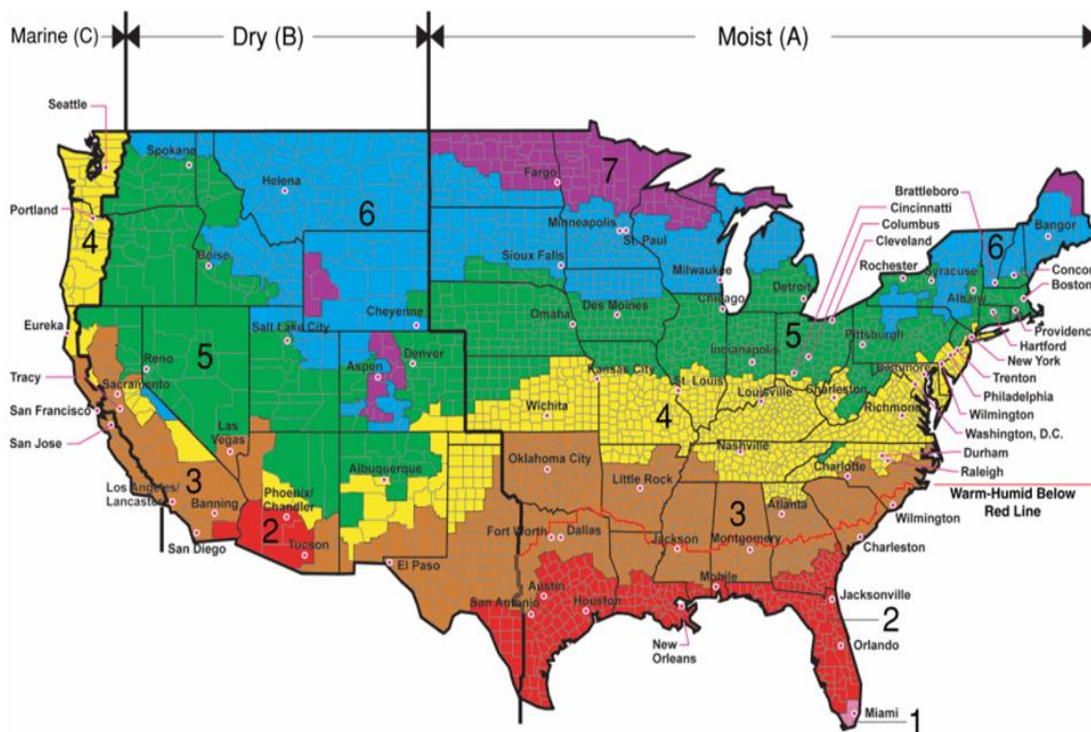 Marine (C)
Dry (B)
Moist (A)
Seattle
Spokane
Helena
Fargo
7
Brattleboro
Cincinnatti
Columbus
Cleveland
Portland
4
6
Minneapolis
St. Paul
6
Bangor
Boise
Sioux Falls
Milwaukee
Rochester
Syracuse
Concor
Boston
Detroit
Albany
Eureka
Salt Lake City
Cheyenne
Omaha
Des Moines
Chicago
5
Pittsburgh
Providenc
Hartford
New York
Reno
5
Aspen
Denver
Indianapolis
Trenton
Tracy
Sacramento
Kansas City
St. Louis
Louisville
Charleston
Baltimore
Philadelphia
San Francisco
Wichita
4
Richmond
Wilmington
San Jose
Las
Vegas
Washington, D.C.
Nashville
Durham
Raleigh
3
Albuquerque
Oklahoma City
Charlotte
Los Angeles/
Lancaster
Banning
Phoenix/
Chandler
Little Rock
Atlanta
Warm-Humid Below
Red Line
2
3
Wilmington
San Diego
Tucson
Fort Worth
Dallas
Jackson
Montgomery
Charleston
El Paso
Austin
Mobile
San Antonio
Houston
Jacksonville
2
New
Orleans
Orlando
Miami
1